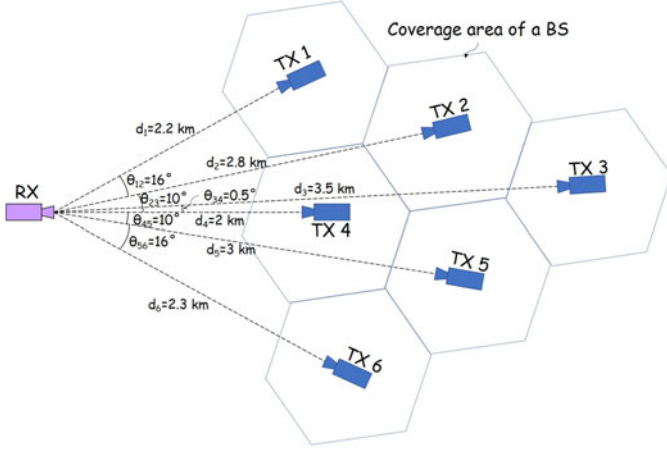 Coverage area of a BS
TX 1
TX 2
TX 3
d₁=2.2 km
d₂=2.8 km
d₃=3.5 km
RX
θ₁₂=16°
θ₂₃=10°
θ₃₄=0.5°
θ₄₅=10°
θ₅₆=16°
d₄=2 km
TX 4
d₅=3 km
TX 5
d₆=2.3 km
TX 6